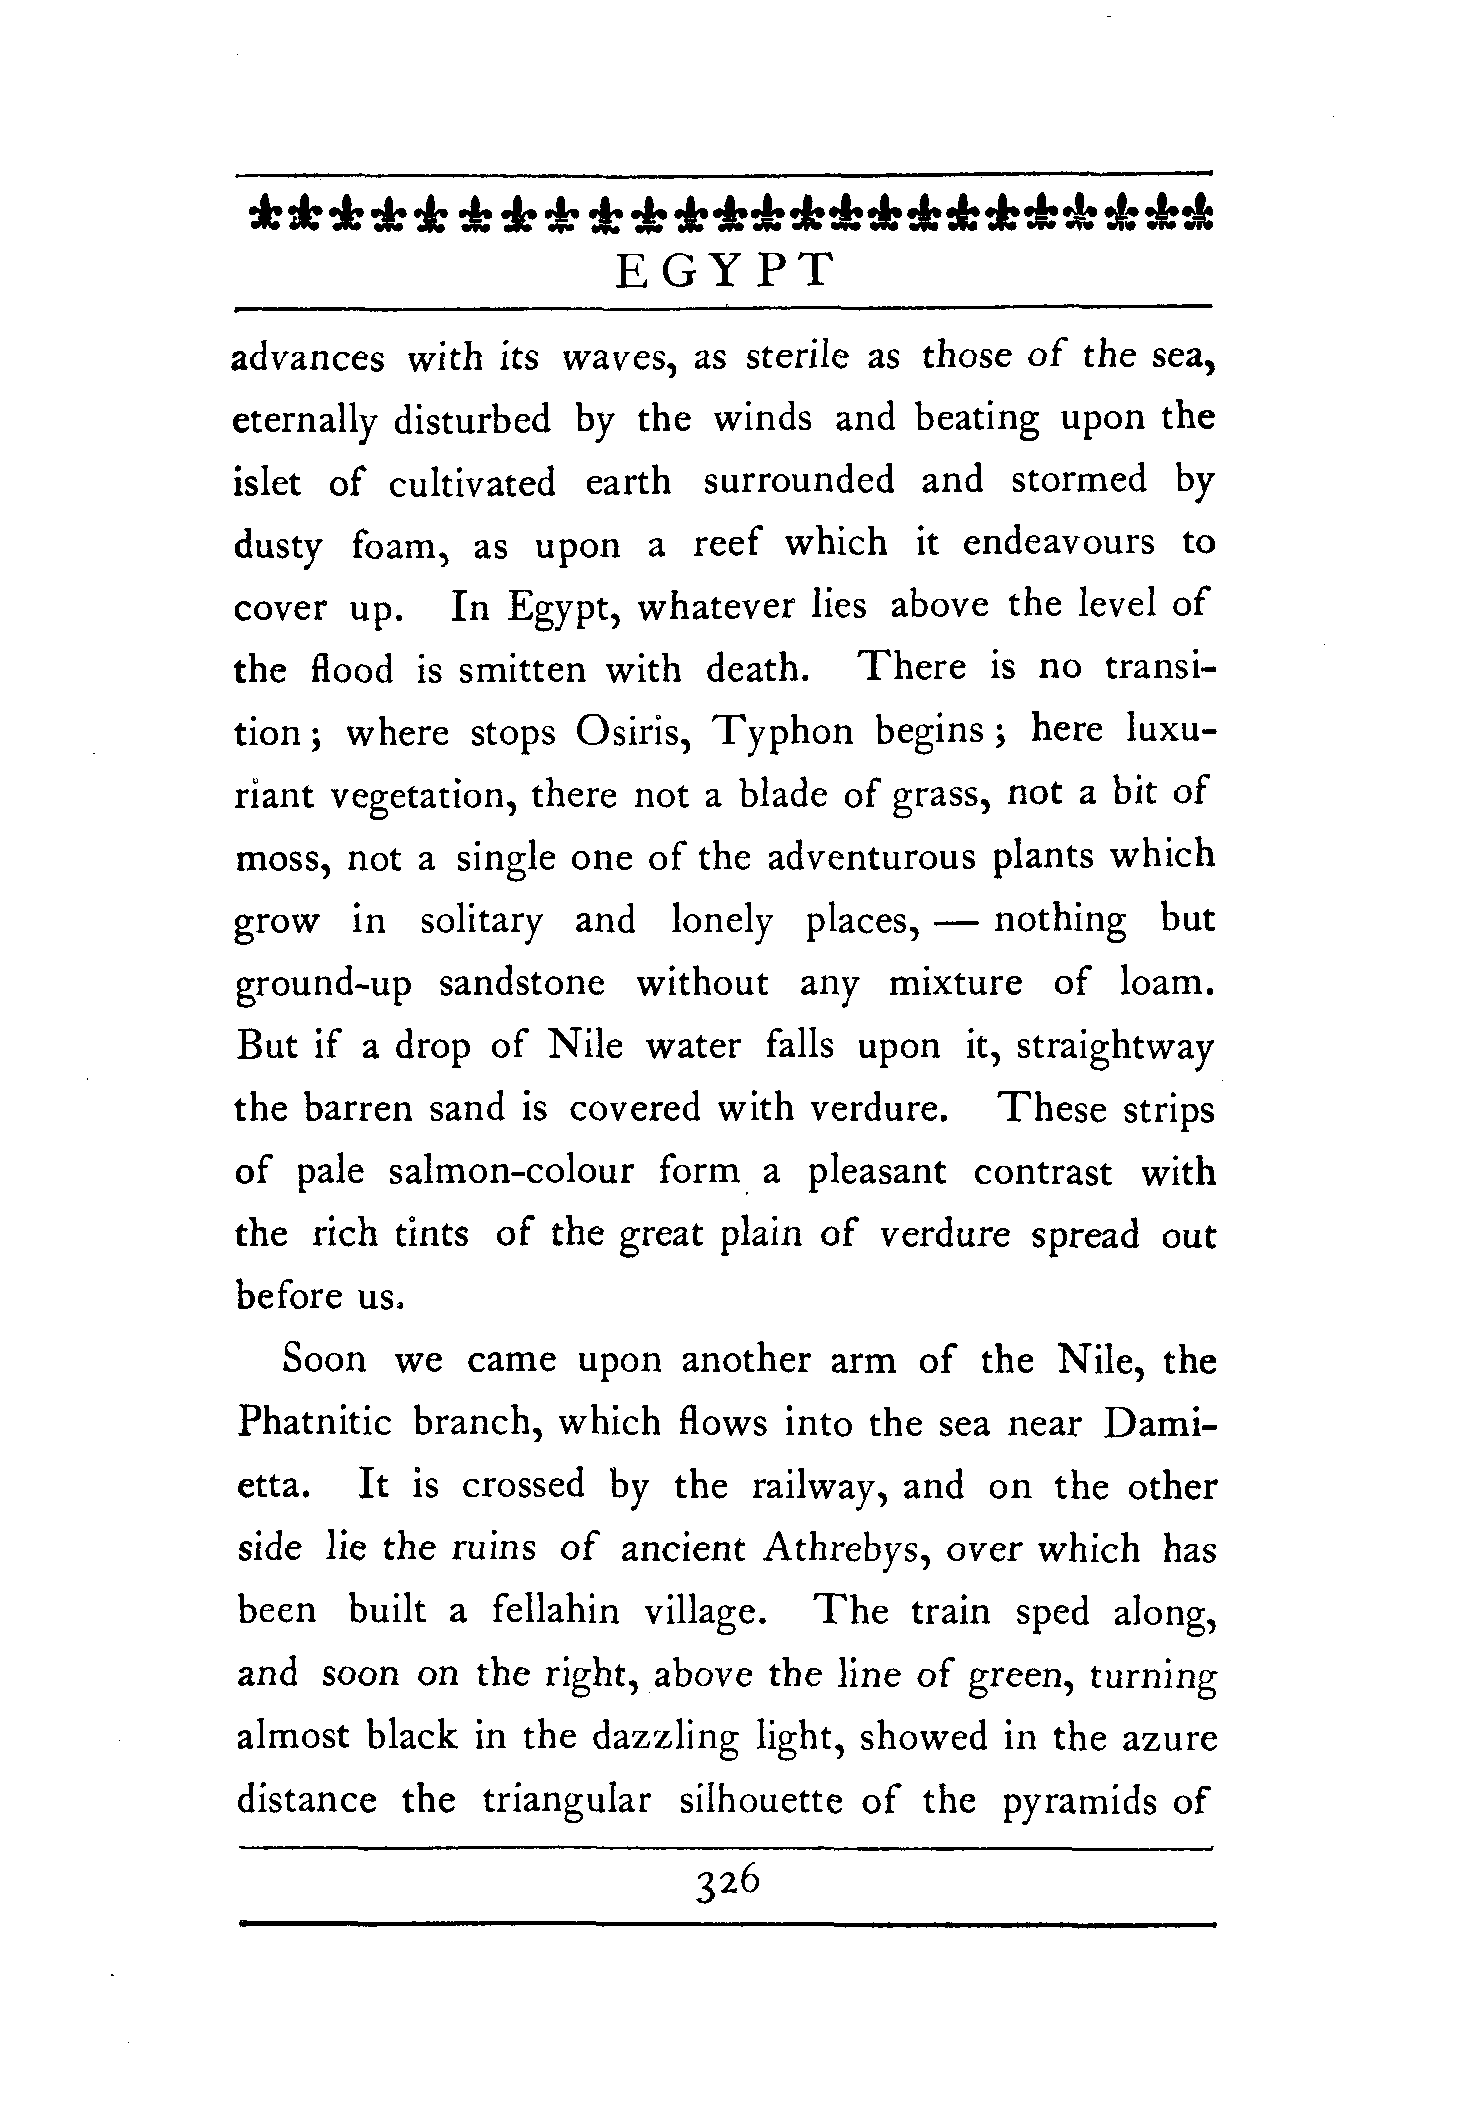 EGYPT
advances with its waves, as sterile as those of the sea,
eternally disturbed by the winds and beating upon the
islet of cultivated earth surrounded and stormed by
dusty foam, as upon a reef which it endeavours to
cover up. In Egypt, whatever lies above the level of
the flood is smitten with death. There is no transi-
tion; where stops Osiris, Typhon begins; here luxu-
riant vegetation, there not a blade of grass, not a bit of
moss, not a single one of the adventurous plants which
grow in solitary and lonely places, — nothing but
ground-up sandstone without any mixture of loam.
But if a drop of Nile water falls upon it, straightway
the barren sand is covered with verdure. These strips
of pale salmon-colour form a pleasant contrast with
the rich tints of the great plain of verdure spread out
before us.
Soon we came upon another arm of the Nile, the
Phatnitic branch, which flows into the sea near Dami-
etta. It is crossed by the railway, and on the other
side lie the ruins of ancient Athrebys, over which has
been built a fellahin village. The train sped along,
and soon on the right, above the line of green, turning
almost black in the dazzling light, showed in the azure
distance the triangular silhouette of the pyramids of
326